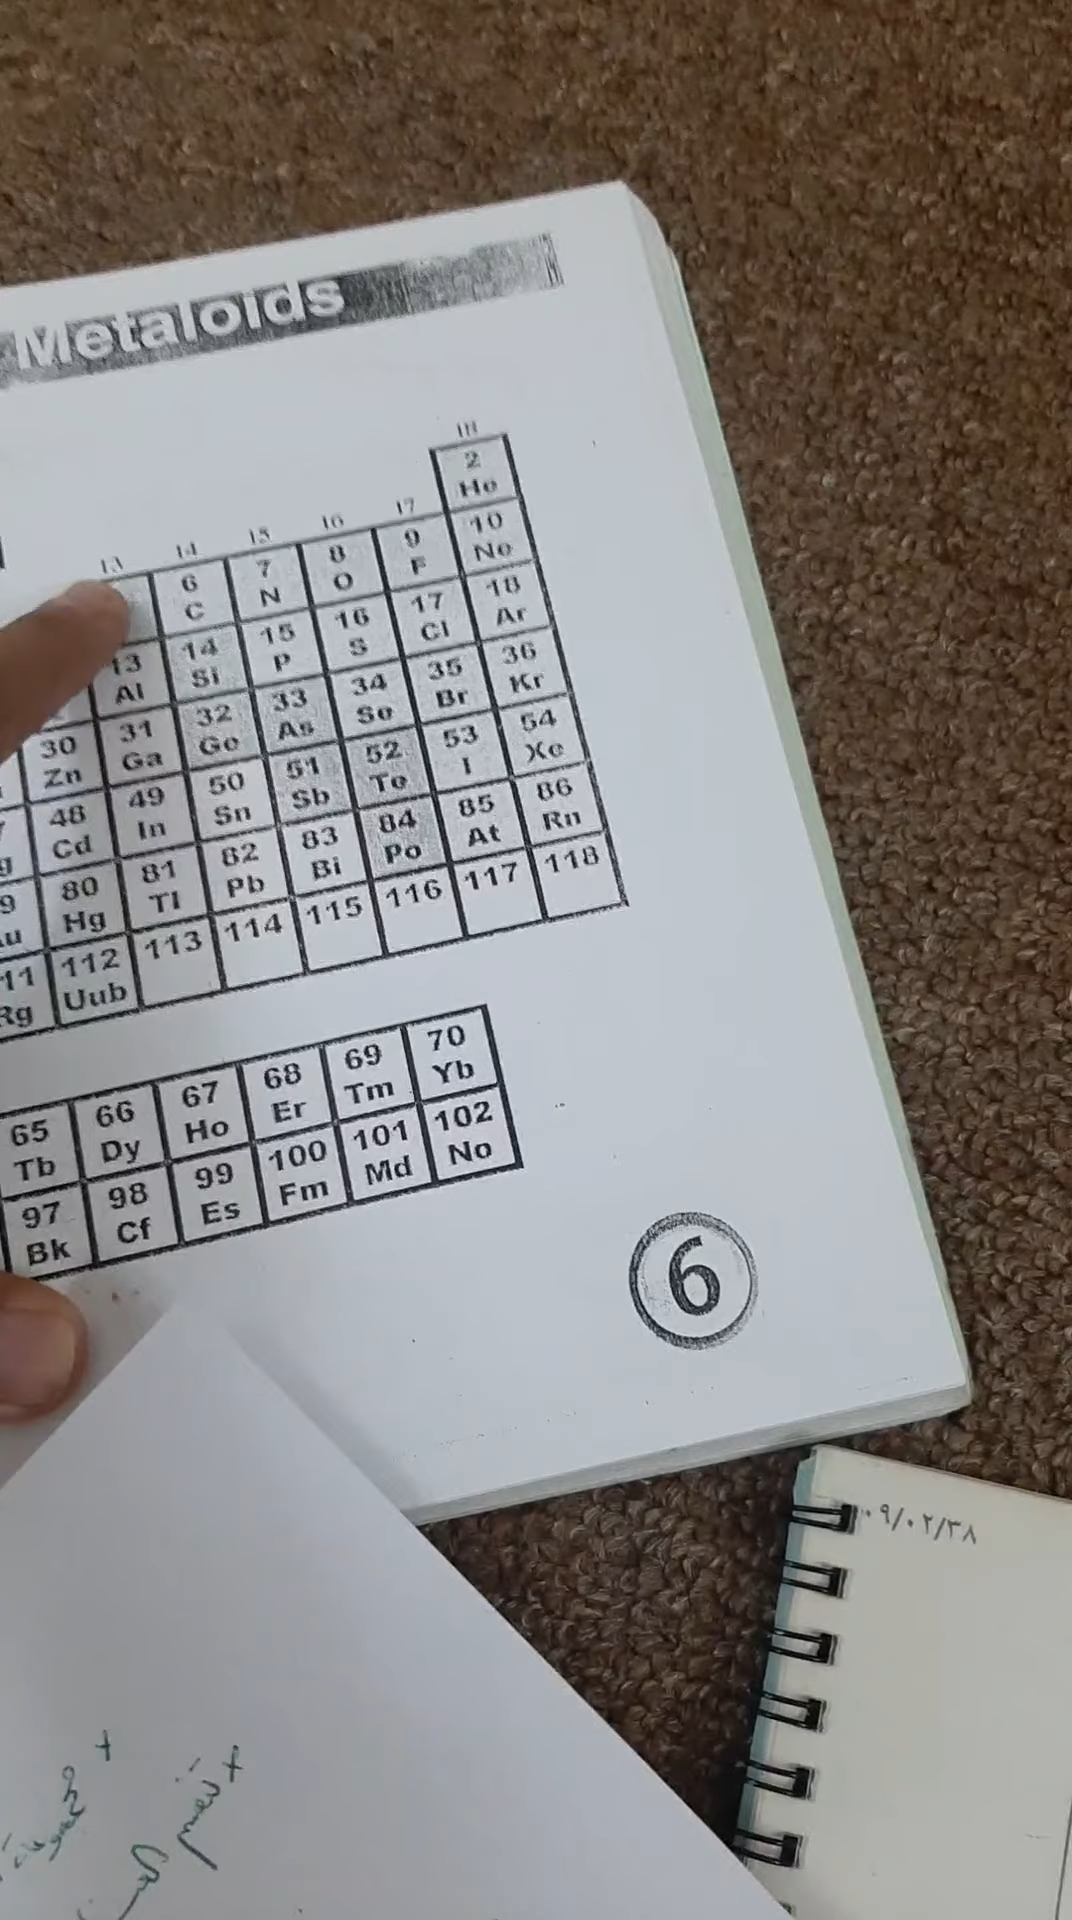 Metaloids
18
2
He
13 14 15 16 17
6 7 8 9 10
C N O F Ne
13 14 15 16 17 18
Al Si P S Cl Ar
30 31 32 33 34 35 36
Zn Ga Ge As Se Br Kr
48 49 50 51 52 53 54
Cd In Sn Sb Te I Xe
80 81 82 83 84 85 86
Hg Tl Pb Bi Po At Rn
112 113 114 115 116 117 118
Rg Uub
65 66 67 68 69 70
Tb Dy Ho Er Tm Yb
97 98 99 100 101 102
Bk Cf Es Fm Md No
6
٠٩/٠٢/٣٨